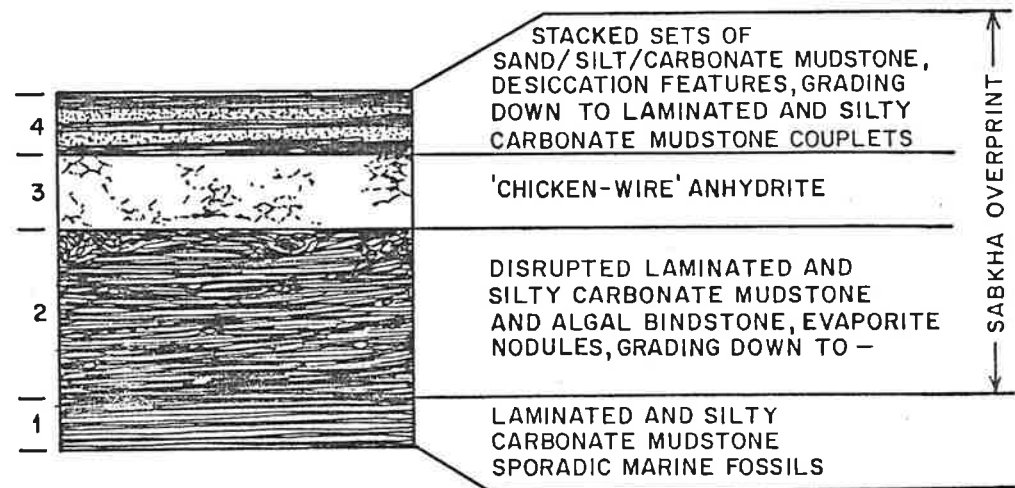 STACKED SETS OF
SAND/SILT/CARBONATE MUDSTONE,
DESICCATION FEATURES, GRADING
DOWN TO LAMINATED AND SILTY
CARBONATE MUDSTONE COUPLETS
4
'CHICKEN-WIRE' ANHYDRITE
3
DISRUPTED LAMINATED AND
SILTY CARBONATE MUDSTONE
AND ALGAL BINDSTONE, EVAPORITE
NODULES, GRADING DOWN TO —
2
LAMINATED AND SILTY
CARBONATE MUDSTONE
SPORADIC MARINE FOSSILS
1
SABKHA OVERPRINT